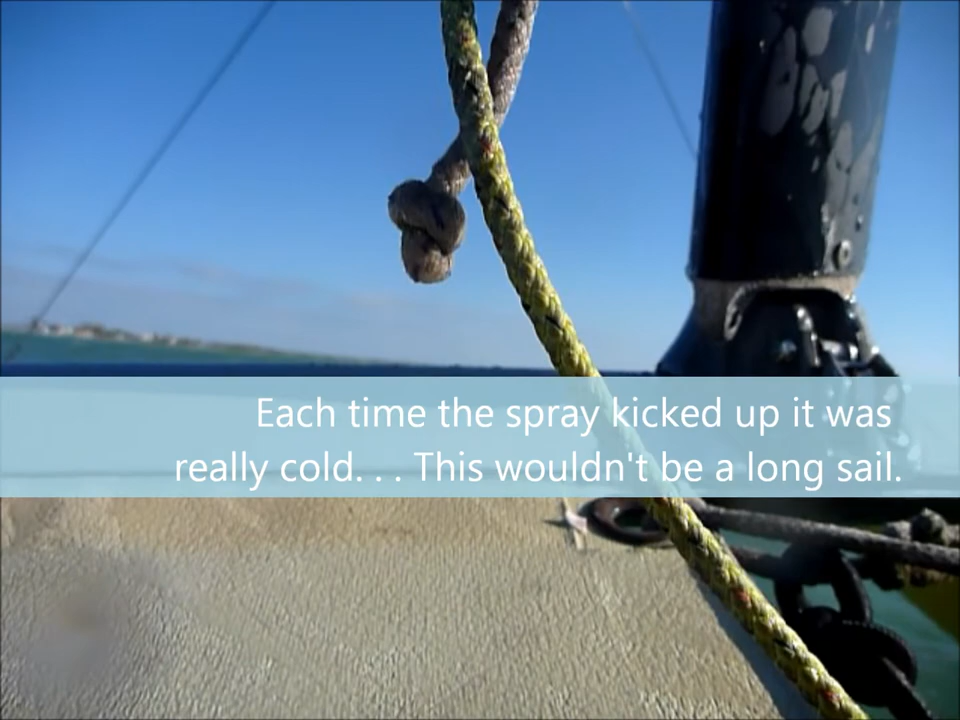 Each time the spray kicked up it was
really cold. . . This wouldn't be a long sail.